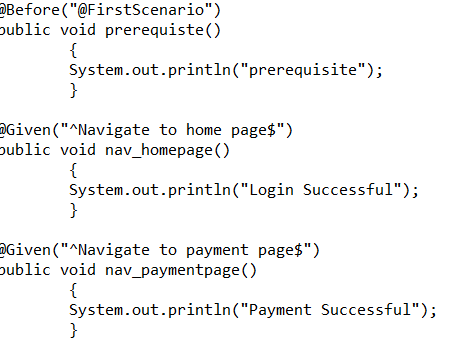 @Before("@FirstScenario")
public void prerequiste()
{
System.out.println("prerequisite");
}
@Given("^Navigate to home page$")
public void nav_homepage()
{
System.out.println("Login Successful");
}
@Given("^Navigate to payment page$")
public void nav_paymentpage()
{
System.out.println("Payment Successful");
}